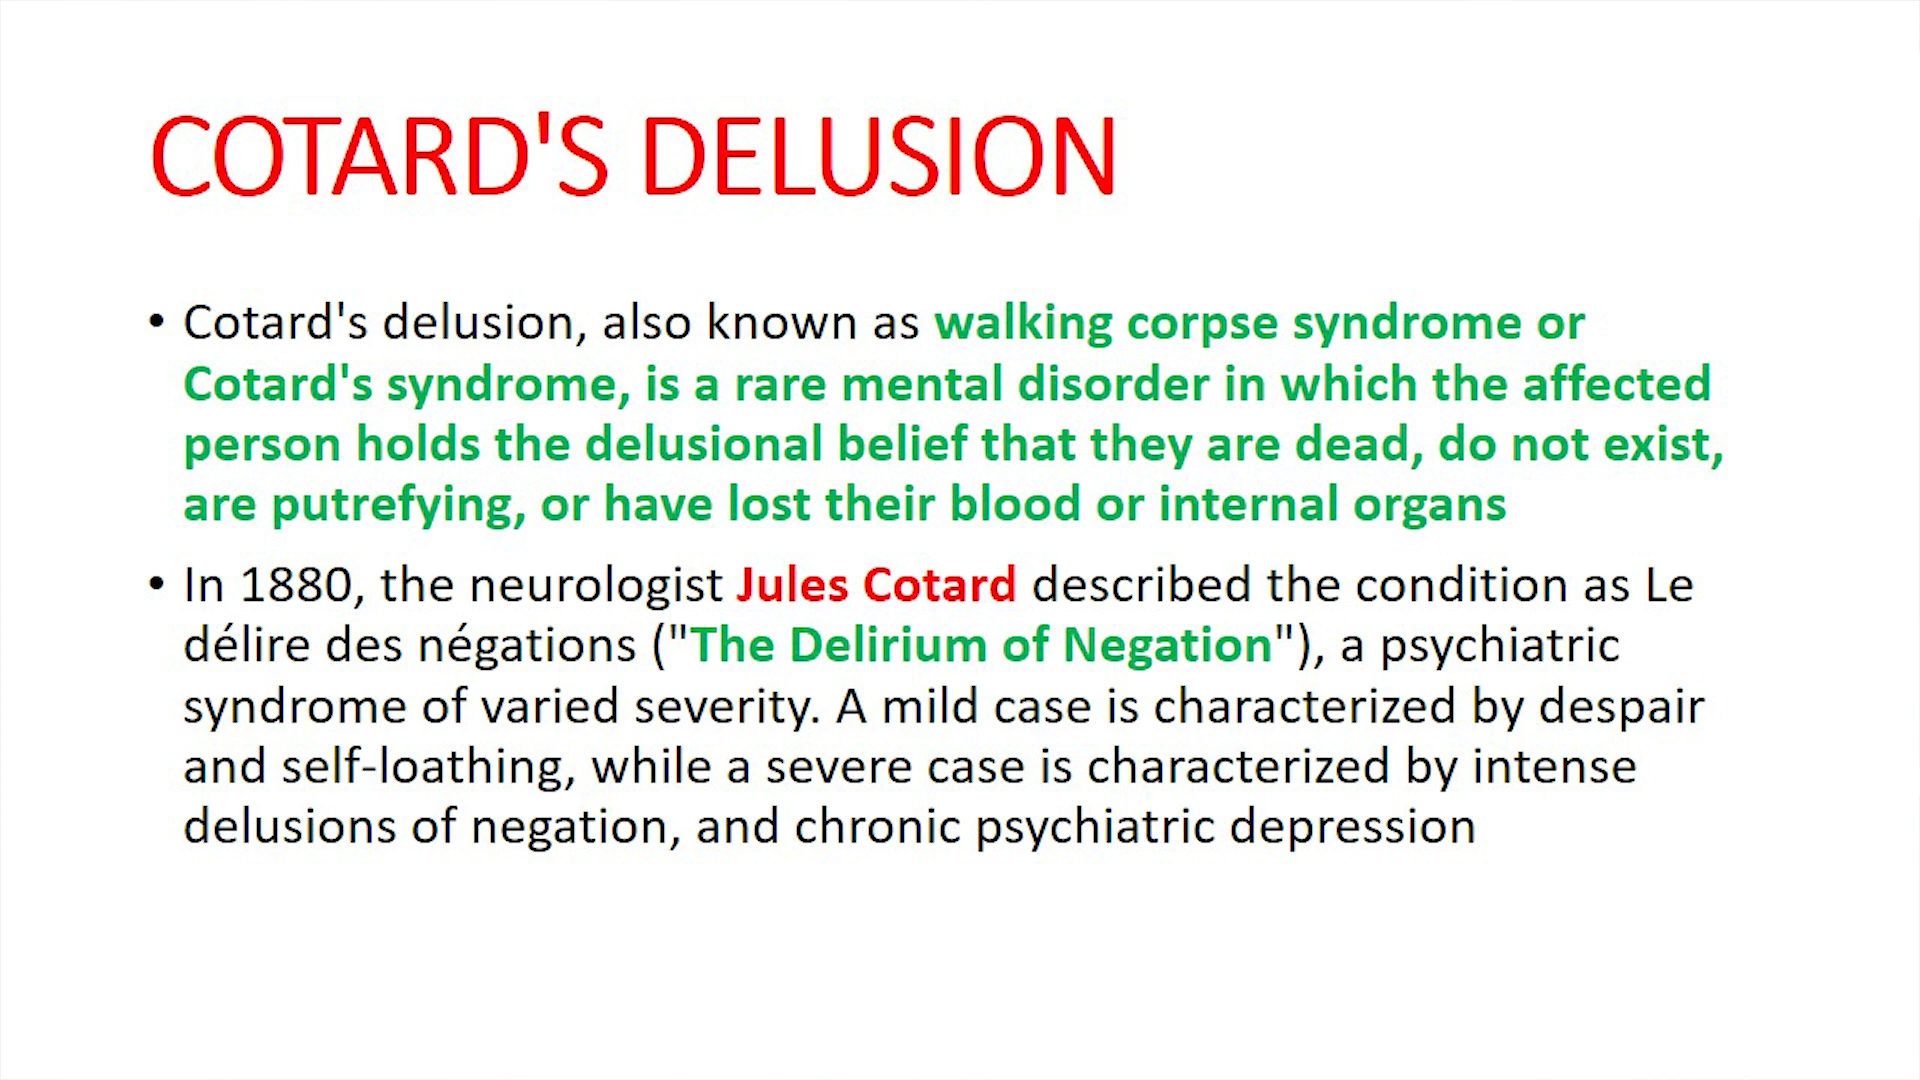 COTARD'S DELUSION
• Cotard's delusion, also known as walking corpse syndrome or
Cotard's syndrome, is a rare mental disorder in which the affected
person holds the delusional belief that they are dead, do not exist,
are putrefying, or have lost their blood or internal organs
• In 1880, the neurologist Jules Cotard described the condition as Le
délire des négations ("The Delirium of Negation"), a psychiatric
syndrome of varied severity. A mild case is characterized by despair
and self-loathing, while a severe case is characterized by intense
delusions of negation, and chronic psychiatric depression